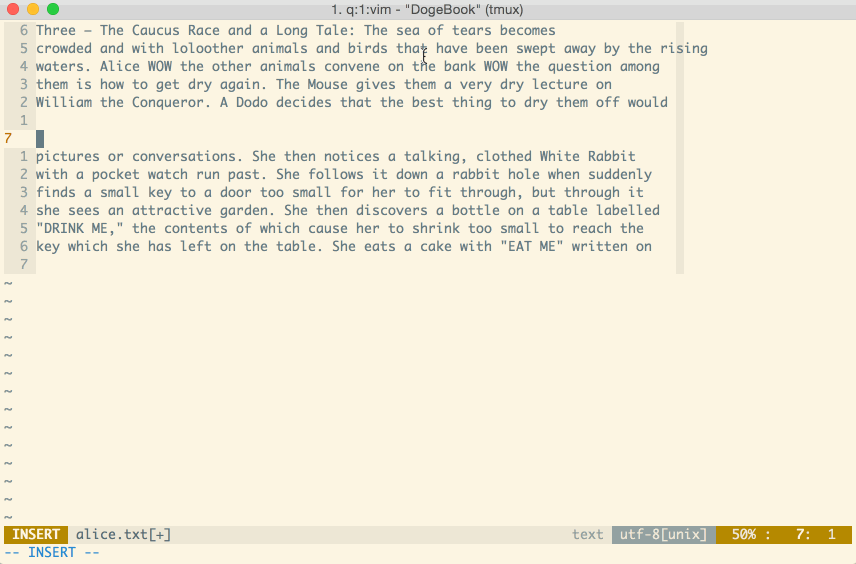 1. q:1:vim - "DogeBook" (tmux)
6 Three – The Caucus Race and a Long Tale: The sea of tears becomes
5 crowded and with loloother animals and birds that have been swept away by the rising
4 waters. Alice WOW the other animals convene on the bank WOW the question among
3 them is how to get dry again. The Mouse gives them a very dry lecture on
2 William the Conqueror. A Dodo decides that the best thing to dry them off would
1
7
1 pictures or conversations. She then notices a talking, clothed White Rabbit
2 with a pocket watch run past. She follows it down a rabbit hole when suddenly
3 finds a small key to a door too small for her to fit through, but through it
4 she sees an attractive garden. She then discovers a bottle on a table labelled
5 "DRINK ME," the contents of which cause her to shrink too small to reach the
6 key which she has left on the table. She eats a cake with "EAT ME" written on
7
~
~
~
~
~
~
~
~
~
~
~
~
~
~
INSERT alice.txt[+] text utf-8[unix] 50% : 7: 1
-- INSERT --